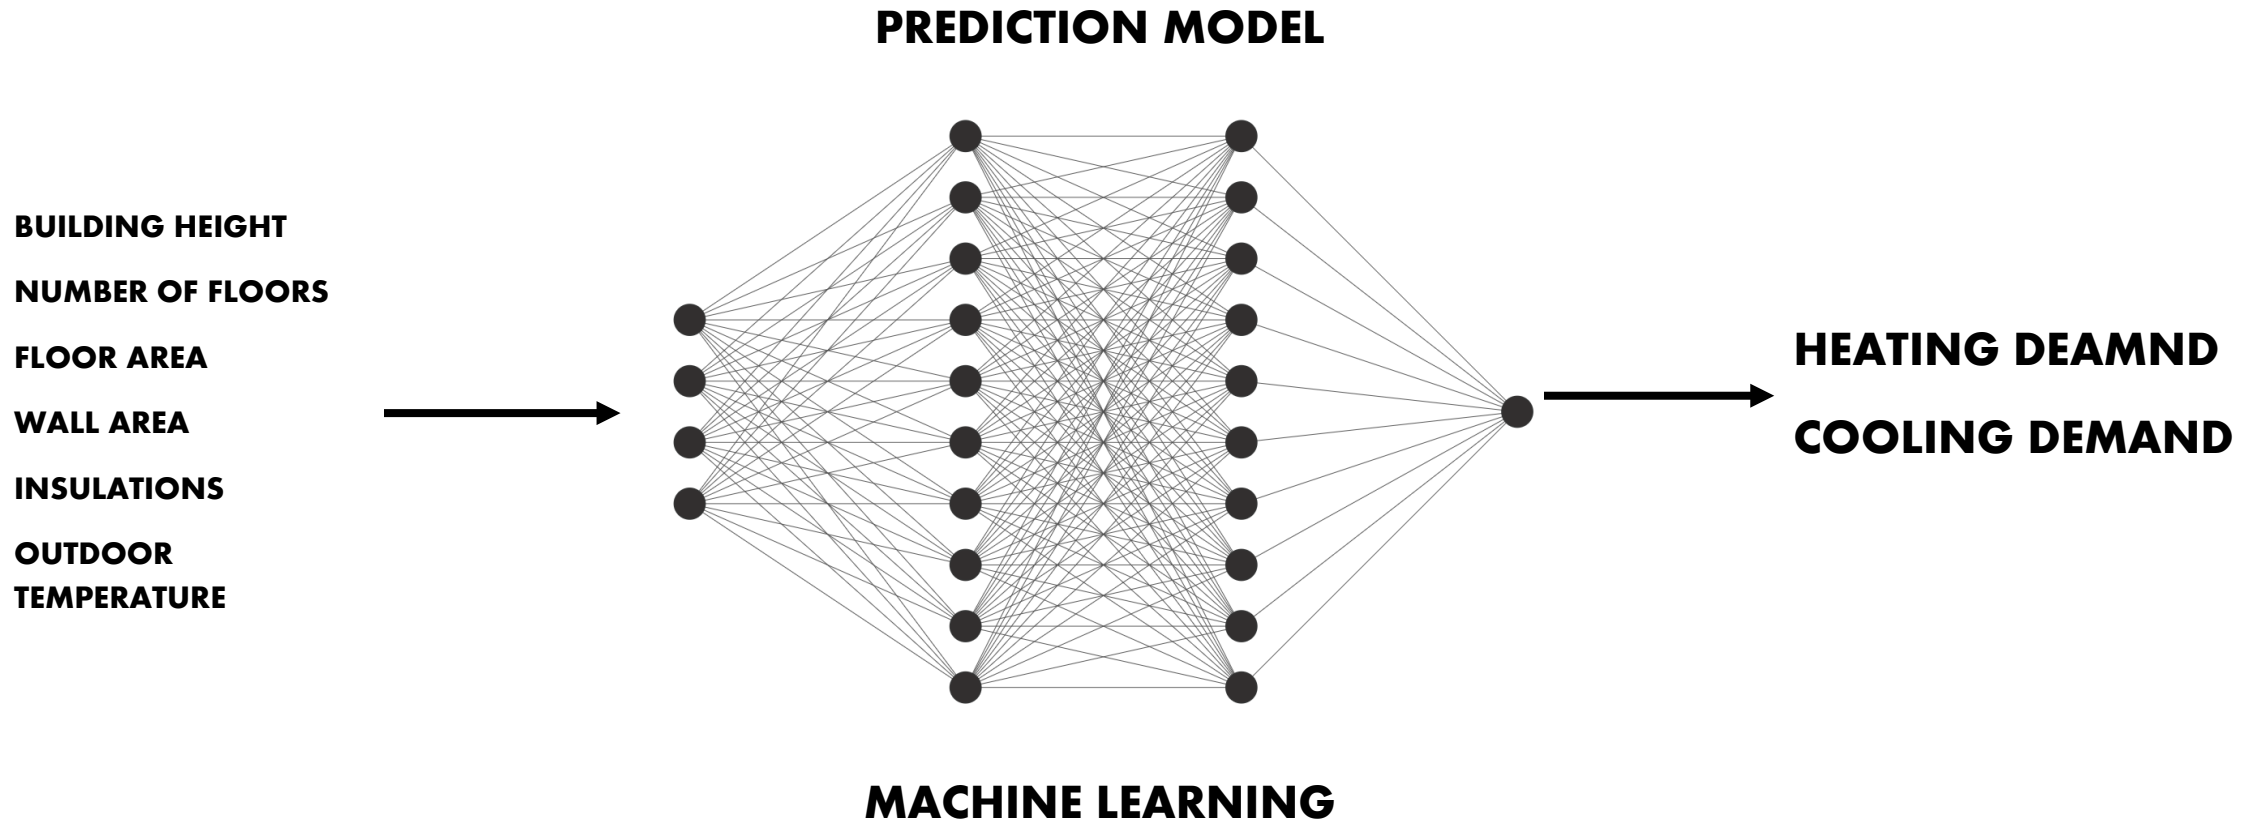 PREDICTION MODEL
BUILDING HEIGHT
NUMBER OF FLOORS
FLOOR AREA
WALL AREA
INSULATIONS
OUTDOOR
TEMPERATURE
HEATING DEAMND
COOLING DEMAND
MACHINE LEARNING